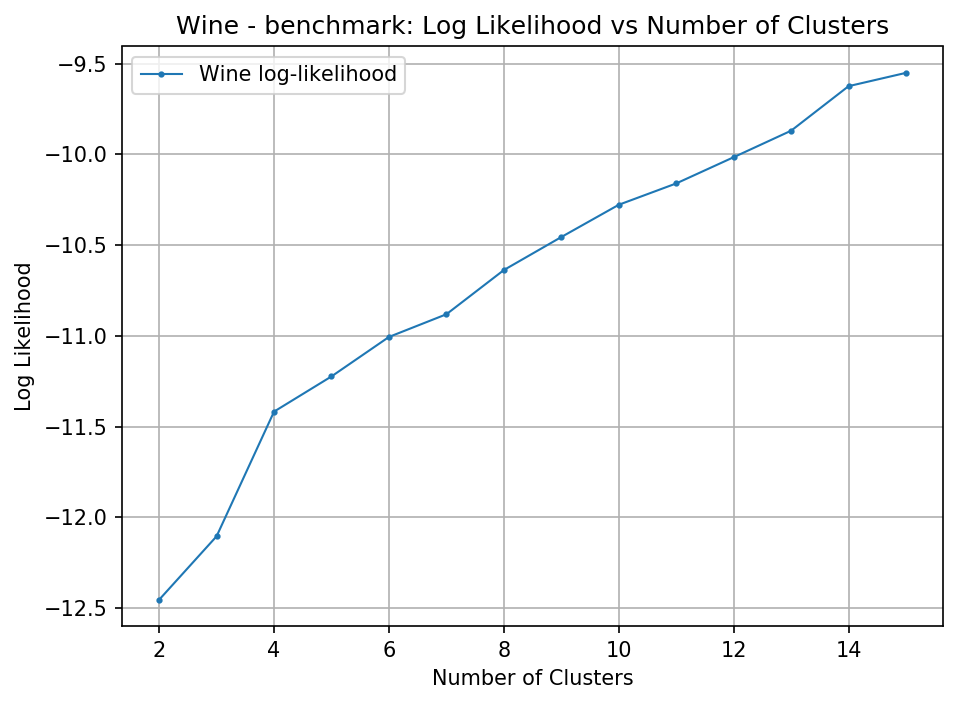 Wine - benchmark: Log Likelihood vs Number of Clusters
Wine log-likelihood
Log Likelihood
−9.5
−10.0
−10.5
−11.0
−11.5
−12.0
−12.5
2 4 6 8 10 12 14
Number of Clusters